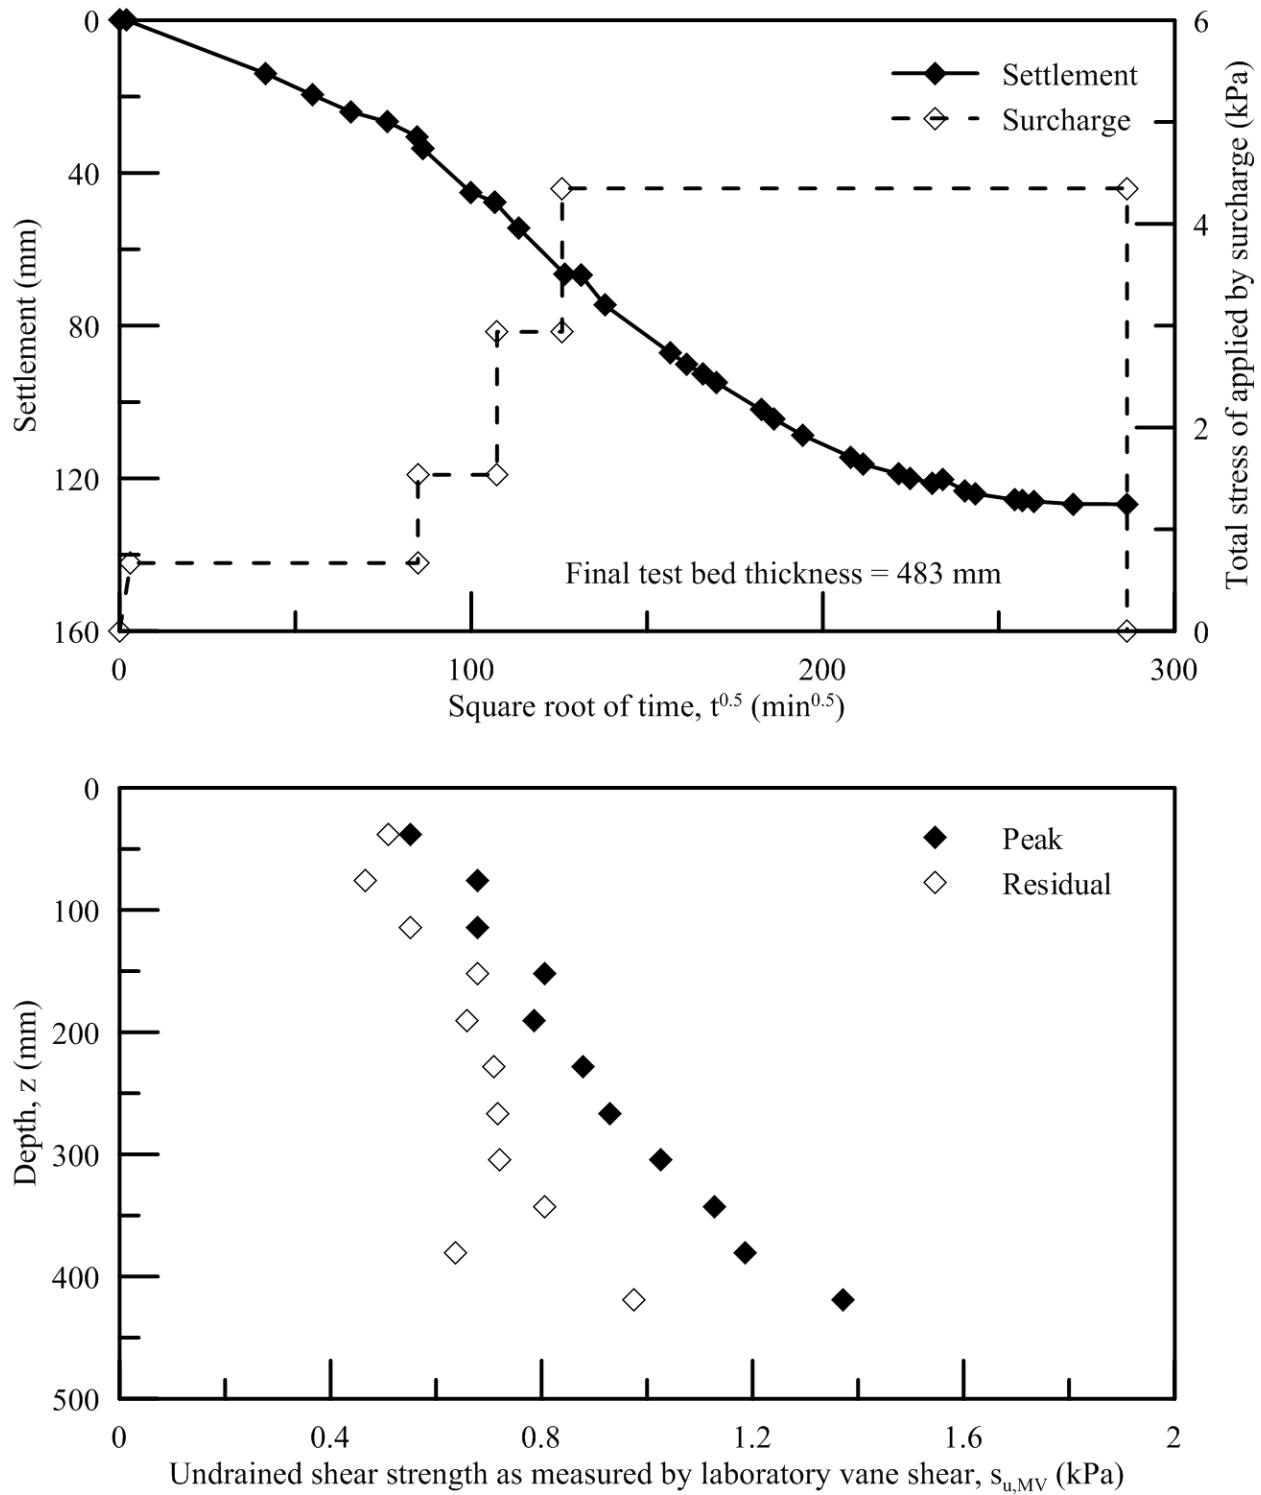 0
40
80
120
160
Settlement (mm)
6
4
2
0
Total stress of applied by surcharge (kPa)
Settlement
Surcharge
Final test bed thickness = 483 mm
0 100 200 300
Square root of time, t^0.5 (min^0.5)
0
100
200
300
400
500
Depth, z (mm)
Peak
Residual
0 0.4 0.8 1.2 1.6 2
Undrained shear strength as measured by laboratory vane shear, s_u,MV (kPa)